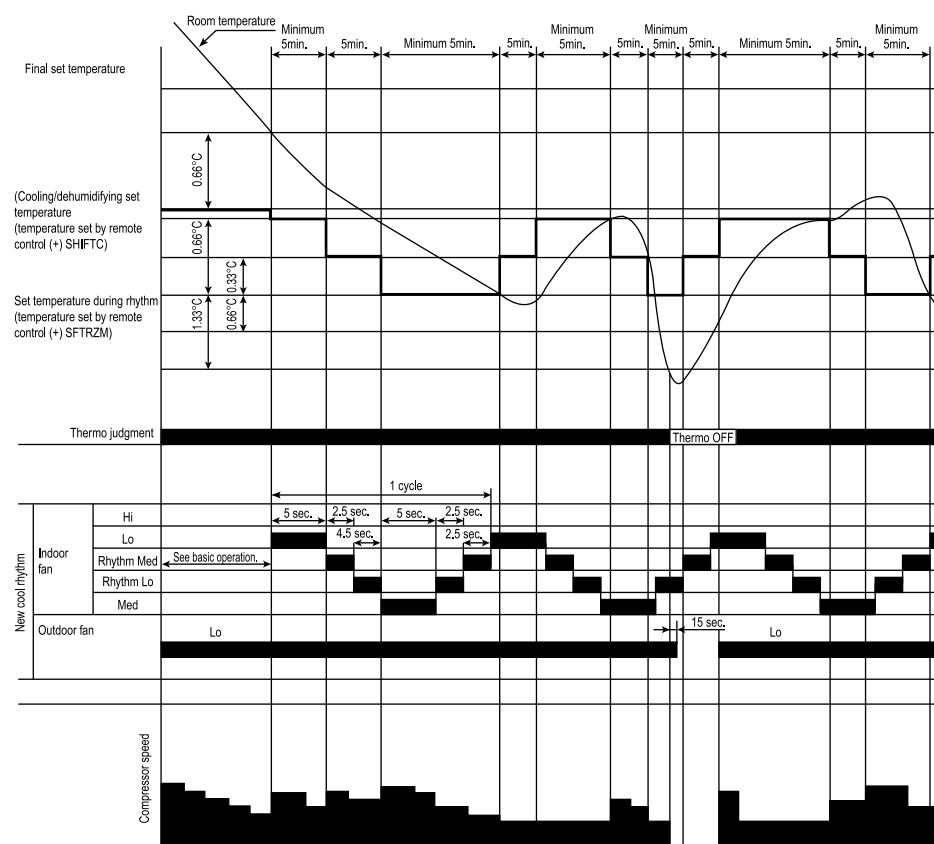 Room temperature
Minimum 5min.
5min.
Minimum 5min.
5min.
Minimum 5min.
5min.
Minimum 5min.
5min.
Minimum 5min.
5min.
Minimum 5min.
Final set temperature
0.66°C
(Cooling/dehumidifying set
temperature
(temperature set by remote
control (+) SHIFTC)
0.66°C
0.33°C
Set temperature during rhythm
(temperature set by remote
control (+) SFTRZM)
1.33°C
0.66°C
Thermo judgment
Thermo OFF
1 cycle
New cool rhythm
Indoor
fan
Hi
Lo
Rhythm Med
Rhythm Lo
Med
5 sec.
2.5 sec.
5 sec.
2.5 sec.
4.5 sec.
2.5 sec.
See basic operation.
Outdoor fan
Lo
15 sec.
Lo
Compressor speed